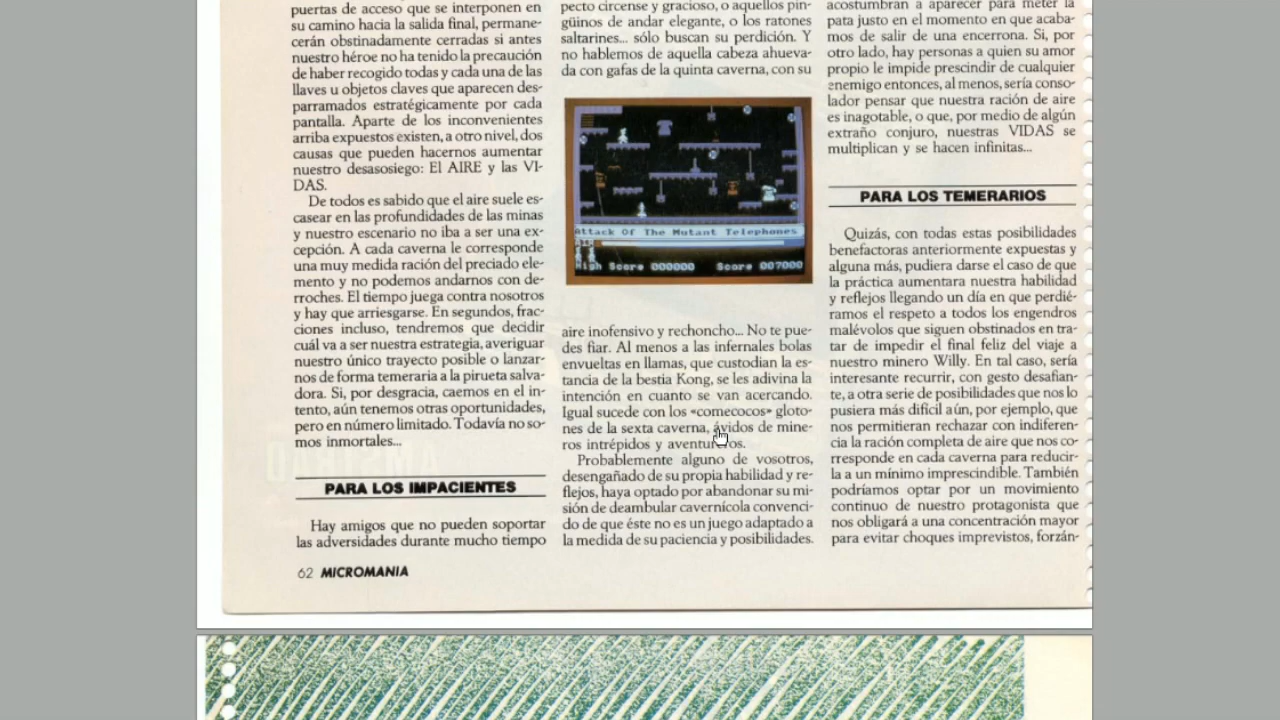 puertas de acceso que se interponen en
su camino hacia la salida final, permane-
cerán obstinadamente cerradas si antes
nuestro héroe no ha tenido la precaución
de haber recogido todas y cada una de las
llaves u objetos claves que aparecen des-
parramados estratégicamente por cada
pantalla. Aparte de los inconvenientes
arriba expuestos existen, a otro nivel, dos
causas que pueden hacernos aumentar
nuestro desasosiego: El AIRE y las VI-
DAS.
De todos es sabido que el aire suele es-
casear en las profundidades de las minas
y nuestro escenario no iba a ser una ex-
cepción. A cada caverna le corresponde
una muy medida ración del preciado ele-
mento y no podemos andarnos con de-
rroches. El tiempo juega contra nosotros
y hay que arriesgarse. En segundos, frac-
ciones incluso, tendremos que decidir
cuál va a ser nuestra estrategia, averiguar
nuestro único trayecto posible o lanzar-
nos de forma temeraria a la pirueta salva-
dora. Si, por desgracia, caemos en el in-
tento, aún tenemos otras oportunidades,
pero en número limitado. Todavía no so-
mos inmortales...
PARA LOS IMPACIENTES
Hay amigos que no pueden soportar
las adversidades durante mucho tiempo
62 MICROMANIA
pecto circense y gracioso, o aquellos pin-
güinos de andar elegante, o los ratones
saltarines... sólo buscan su perdición. Y
no hablemos de aquella cabeza ahueva-
da con gafas de la quinta caverna, con su
Attack Of The Mutant Telephones
AIR
High Score 000000 Score 007000
aire inofensivo y rechoncho... No te pue-
des fiar. Al menos a las infernales bolas
envueltas en llamas, que custodian la es-
tancia de la bestia Kong, se les adivina la
intención en cuanto se van acercando.
Igual sucede con los «comecocos» gloto-
nes de la sexta caverna, ávidos de mine-
ros intrépidos y aventureros.
Probablemente alguno de vosotros,
desengañado de su propia habilidad y re-
flejos, haya optado por abandonar su mi-
sión de deambular cavernícola convenci-
do de que éste no es un juego adaptado a
la medida de su paciencia y posibilidades.
acostumbran a aparecer para meter la
pata justo en el momento en que acaba-
mos de salir de una encerrona. Si, por
otro lado, hay personas a quien su amor
propio le impide prescindir de cualquier
enemigo entonces, al menos, sería conso-
lador pensar que nuestra ración de aire
es inagotable, o que, por medio de algún
extraño conjuro, nuestras VIDAS se
multiplican y se hacen infinitas...
PARA LOS TEMERARIOS
Quizás, con todas estas posibilidades
benefactoras anteriormente expuestas y
alguna más, pudiera darse el caso de que
la práctica aumentara nuestra habilidad
y reflejos llegando un día en que perdié-
ramos el respeto a todos los engendros
malévolos que siguen obstinados en tra-
tar de impedir el final feliz del viaje a
nuestro minero Willy. En tal caso, sería
interesante recurrir, con gesto desafian-
te, a otra serie de posibilidades que nos lo
pusiera más difícil aún, por ejemplo, que
nos permitieran rechazar con indiferen-
cia la ración completa de aire que nos co-
rresponde en cada caverna para reducir-
la a un mínimo imprescindible. También
podríamos optar por un movimiento
continuo de nuestro protagonista que
nos obligará a una concentración mayor
para evitar choques imprevistos, forzán-